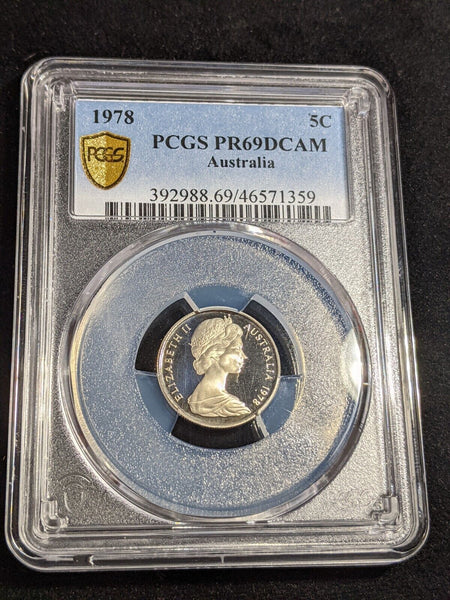 1978 5C
PCGS PCGS PR69DCAM
Australia
392988.69/46571359
ELIZABETH II AUSTRALIA 1978